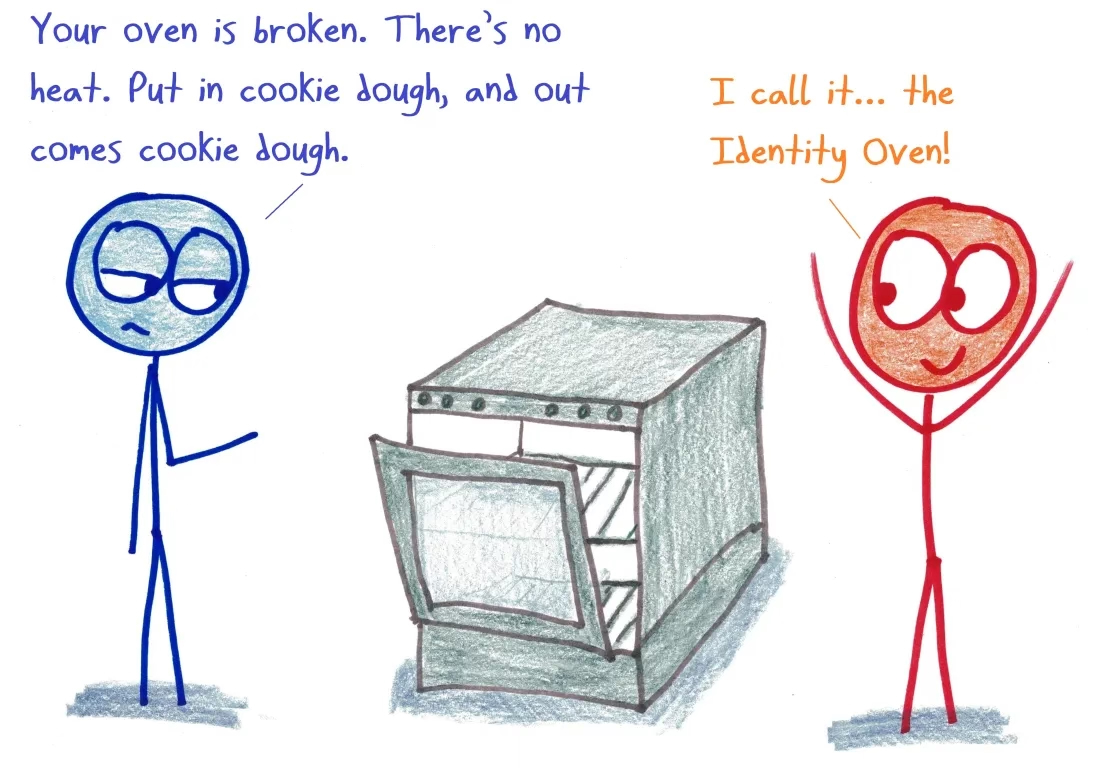 Your oven is broken. There's no
heat. Put in cookie dough, and out
comes cookie dough.
I call it... the
Identity Oven!